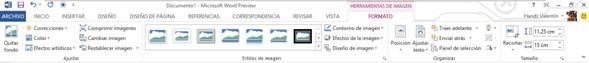 Documento1 - Microsoft Word Preview
HERRAMIENTAS DE IMAGEN
ARCHIVO INICIO INSERTAR DISEÑO DISEÑO DE PÁGINA REFERENCIAS CORRESPONDENCIA REVISAR VISTA FORMATO
Quitar fondo
Correcciones
Color
Efectos artísticos
Comprimir imágenes
Cambiar imagen
Restablecer imagen
Ajustar
Contorno de imagen
Efectos de la imagen
Diseño de imagen
Estilos de imagen
Posición
Ajustar texto
Traer adelante
Enviar atrás
Panel de selección
Organizar
Recortar
11,25 cm
15 cm
Tamaño